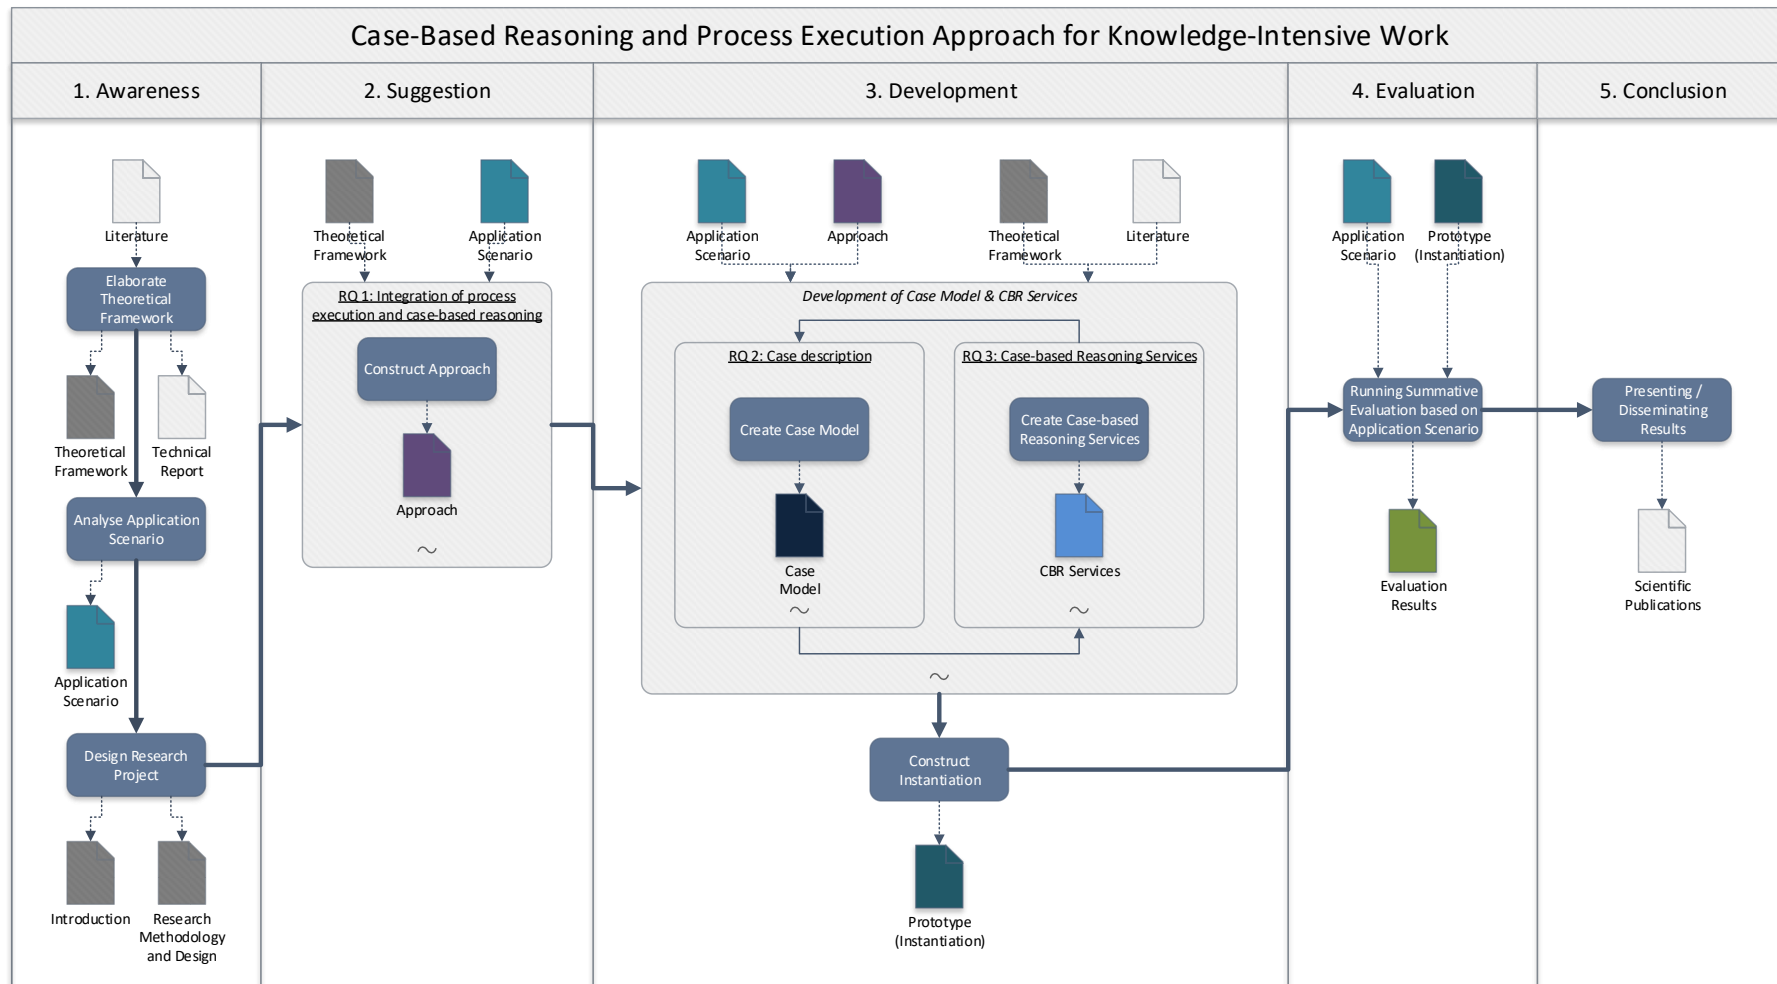 Case-Based Reasoning and Process Execution Approach for Knowledge-Intensive Work
1. Awareness
2. Suggestion
3. Development
4. Evaluation
5. Conclusion
Literature
Elaborate
Theoretical
Framework
Theoretical
Framework
Technical
Report
Analyse Application
Scenario
Application
Scenario
Design Research
Project
Introduction
Research
Methodology
and Design
Theoretical
Framework
Application
Scenario
RQ 1: Integration of process
execution and case-based reasoning
Construct Approach
Approach
~
Application
Scenario
Approach
Theoretical
Framework
Literature
Development of Case Model & CBR Services
RQ 2: Case description
Create Case Model
Case
Model
~
RQ 3: Case-based Reasoning Services
Create Case-based
Reasoning Services
CBR Services
~
~
Construct
Instantiation
Prototype
(Instantiation)
Application
Scenario
Prototype
(Instantiation)
Running Summative
Evaluation based on
Application Scenario
Evaluation
Results
Presenting /
Disseminating
Results
Scientific
Publications